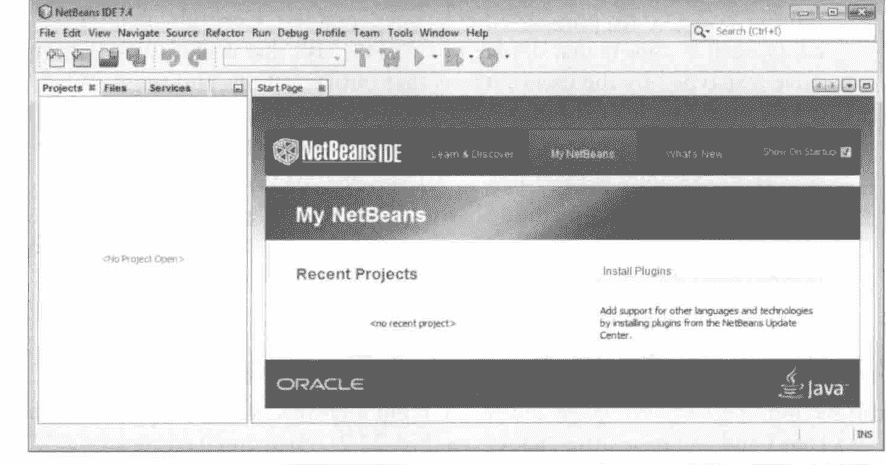 NetBeans IDE 7.4
File Edit View Navigate Source Refactor Run Debug Profile Team Tools Window Help
Search (Ctrl+I)
Projects Files Services
Start Page
NetBeans IDE
Learn & Discover
My NetBeans
What's New
Show On Startup
My NetBeans
Recent Projects
<no recent project>
Install Plugins
Add support for other languages and technologies
by installing plugins from the NetBeans Update
Center.
<No Project Open>
ORACLE
Java
INS